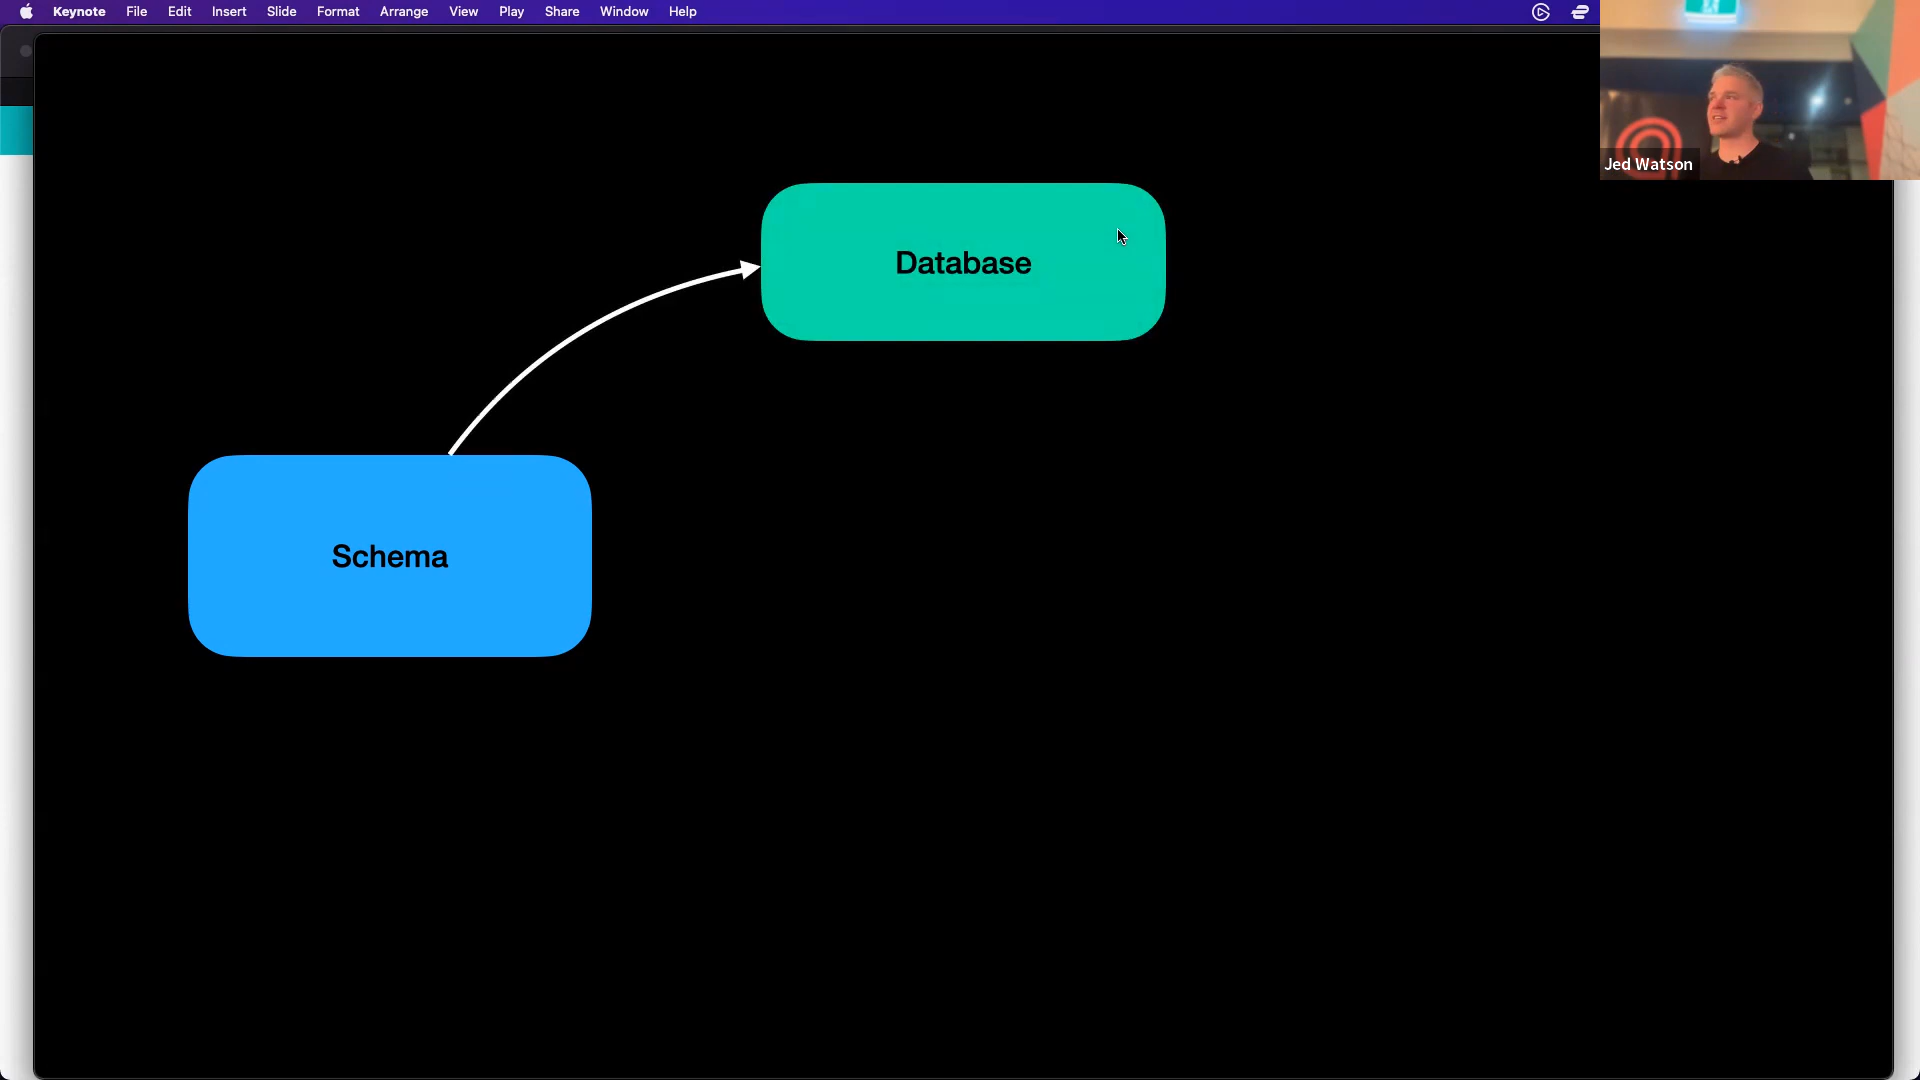 Keynote File Edit Insert Slide Format Arrange View Play Share Window Help
Jed Watson
Database
Schema